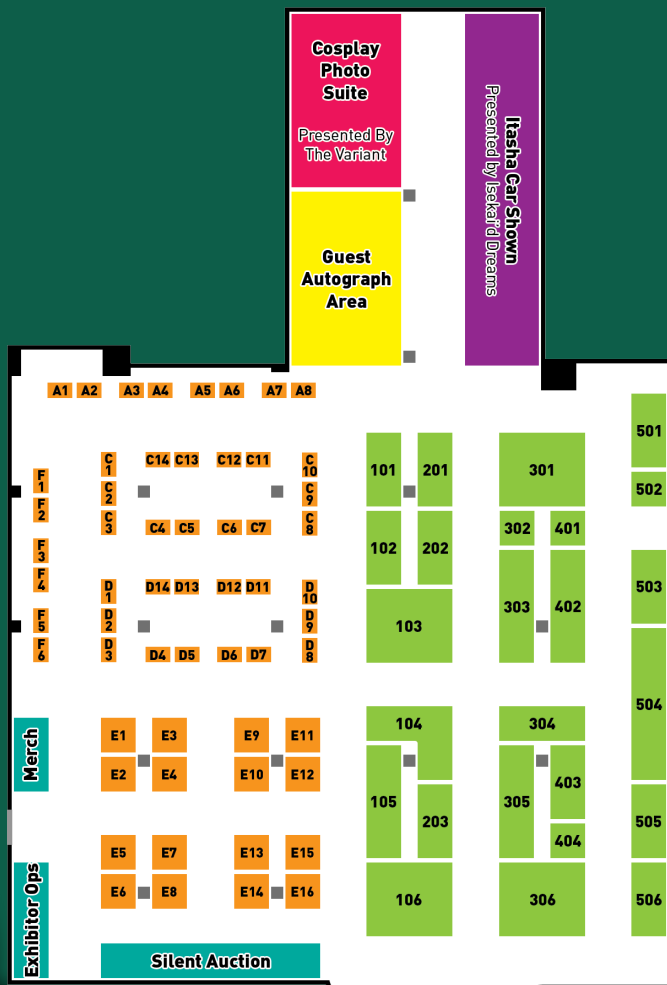 Cosplay
Photo
Suite
Presented By
The Variant
Itasha Car Shown
Presented by Isekai'd Dreams
Guest
Autograph
Area
A1 A2 A3 A4 A5 A6 A7 A8
501
502
503
504
505
506
F1
F2
F3
F4
F5
F6
C1
C2
C3
C14 C13 C12 C11
C10
C9
C8
C4 C5 C6 C7
D1
D2
D3
D14 D13 D12 D11
D10
D9
D8
D4 D5 D6 D7
101 201 301
102 202 302 401
103 303 402
Merch
E1 E3 E9 E11
E2 E4 E10 E12
104 304
105 203 305 403
404
E5 E7 E13 E15
E6 E8 E14 E16
106 306
Exhibitor Ops
Silent Auction